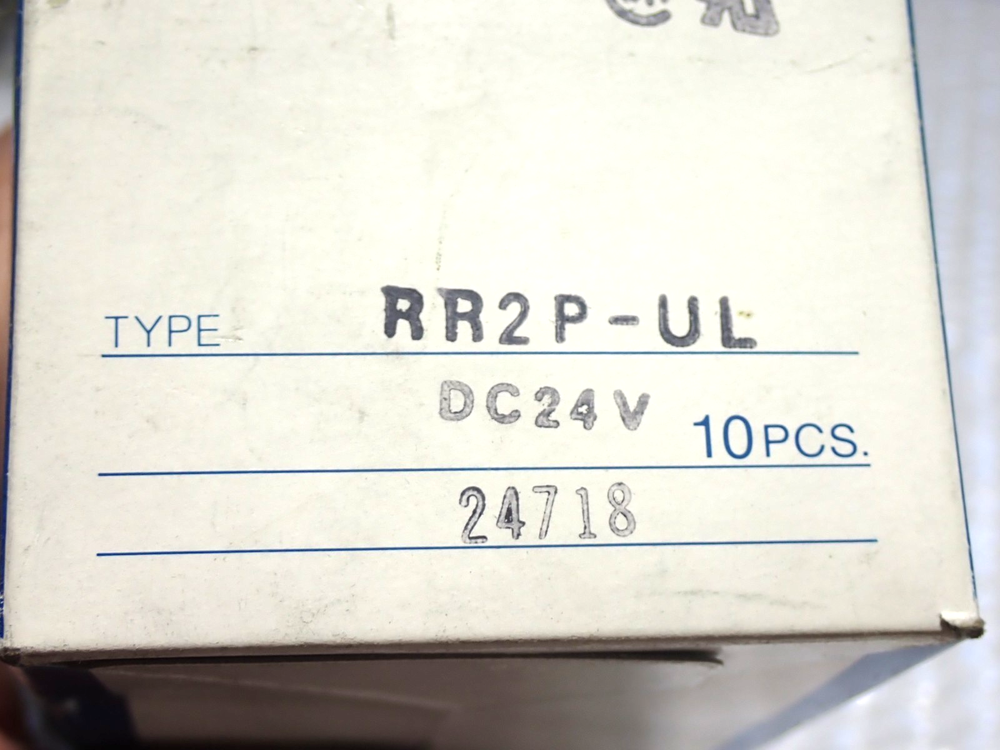 TYPE RR2P-UL
DC24V 10PCS.
24718